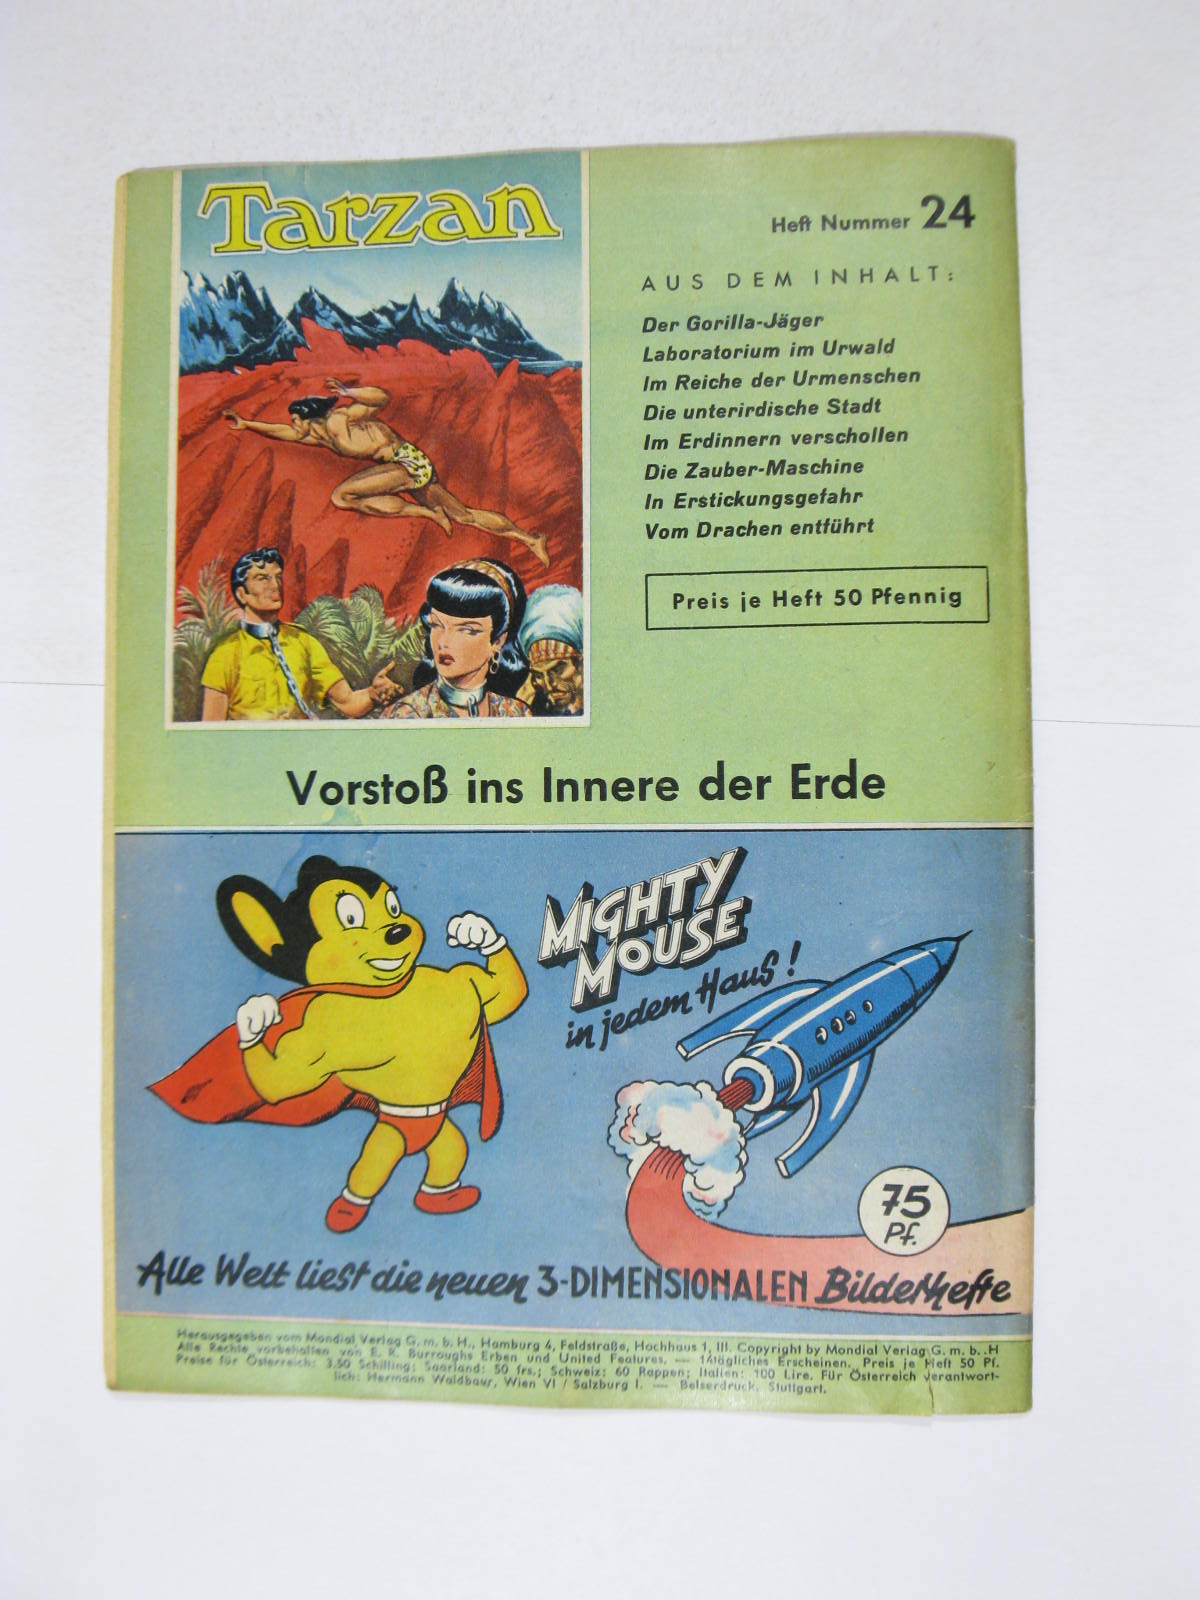 Tarzan
Heft Nummer 24
AUS DEM INHALT:
Der Gorilla-Jäger
Laboratorium im Urwald
Im Reiche der Urmenschen
Die unterirdische Stadt
Im Erdinnern verschollen
Die Zauber-Maschine
In Erstickungsgefahr
Vom Drachen entführt
Preis je Heft 50 Pfennig
Vorstoß ins Innere der Erde
MIGHTY
MOUSE
in jedem Haus!
75
Pf.
Alle Welt liest die neuen 3-DIMENSIONALEN Bilderhefte
Herausgegeben vom Mondial Verlag G. m. b. H., Hamburg 4, Feldstraße, Hochhaus 1, III. Copyright by Mondial Verlag G. m. b..H
Alle Rechte vorbehalten von E. R. Burroughs Erben und United Features. — 14tägliches Erscheinen. Preis je Heft 50 Pf.
Preise für Österreich: 3.50 Schilling; Saarland: 50 frs.; Schweiz: 60 Rappen; Italien: 100 Lire. Für Österreich verantwort-
lich: Hermann Waldbaur, Wien VI / Salzburg I. — Belserdruck, Stuttgart.